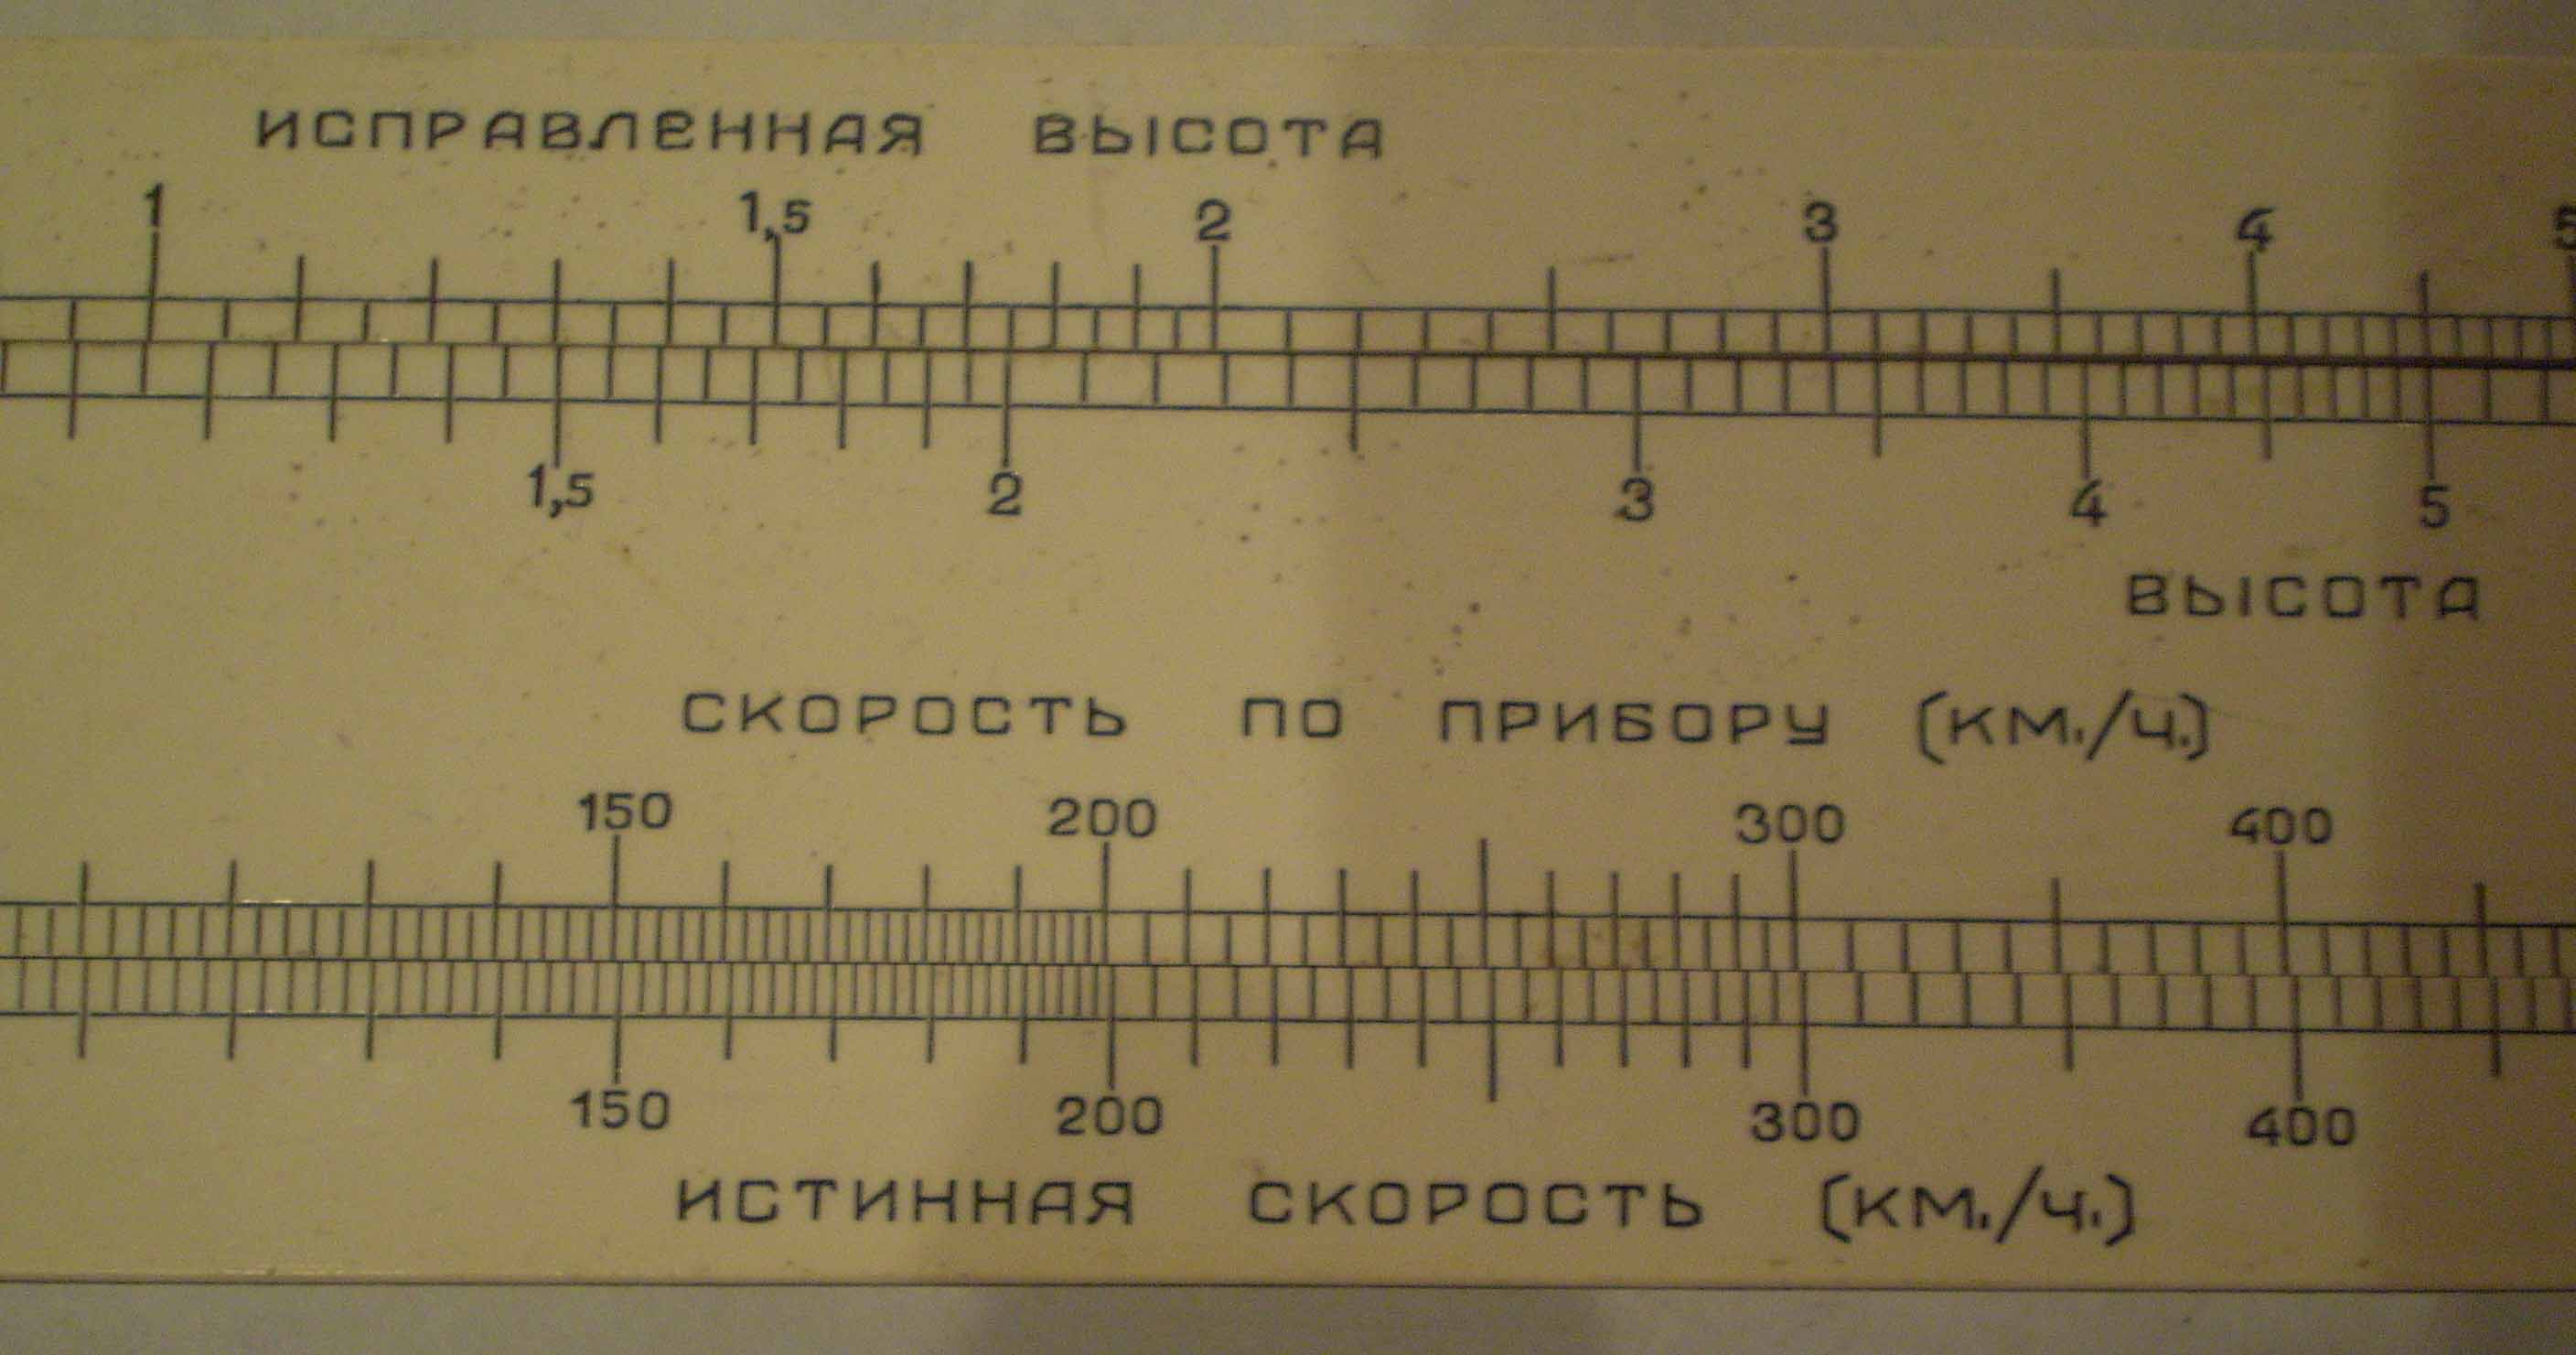 ИСПРАВЛЕННАЯ ВЫСОТА
1 1,5 2 3 4 5
1,5 2 3 4 5
ВЫСОТА
СКОРОСТЬ ПО ПРИБОРУ (КМ./Ч.)
150 200 300 400
150 200 300 400
ИСТИННАЯ СКОРОСТЬ (КМ./Ч.)